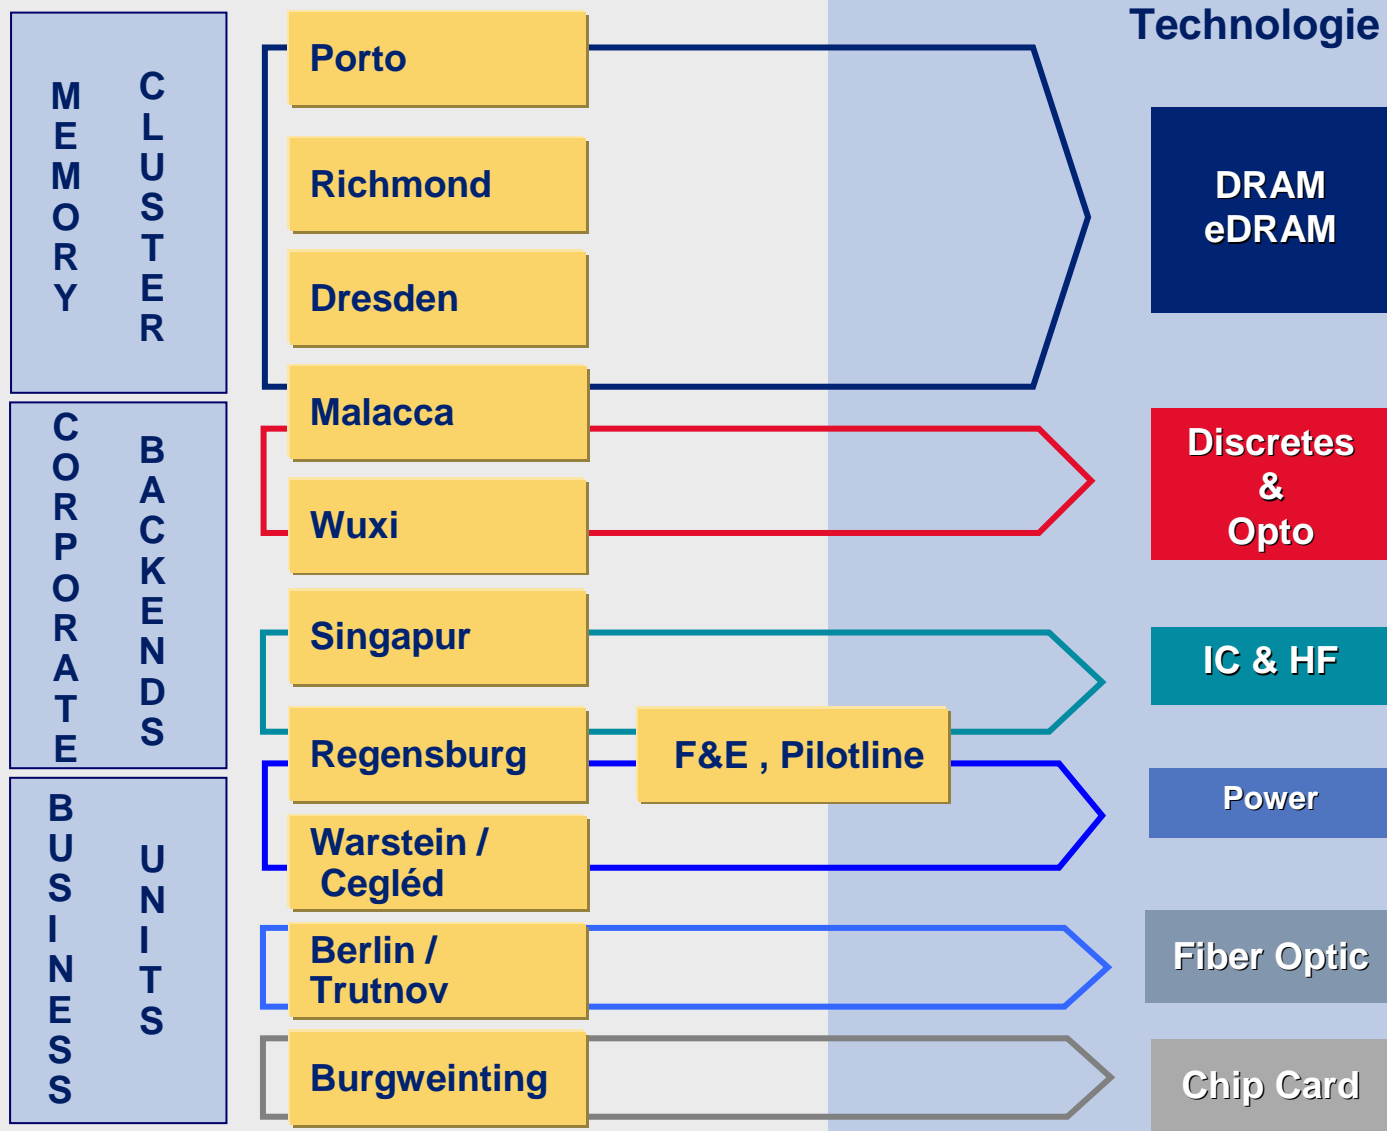 Technologie
MEMORY
CLUSTER
Porto
Richmond
Dresden
Malacca
DRAM
eDRAM
CORPORATE
BACKENDS
Wuxi
Singapur
Regensburg
F&E , Pilotline
Discretes
&
Opto
IC & HF
BUSINESS
UNITS
Warstein /
Cegléd
Berlin /
Trutnov
Burgweinting
Power
Fiber Optic
Chip Card